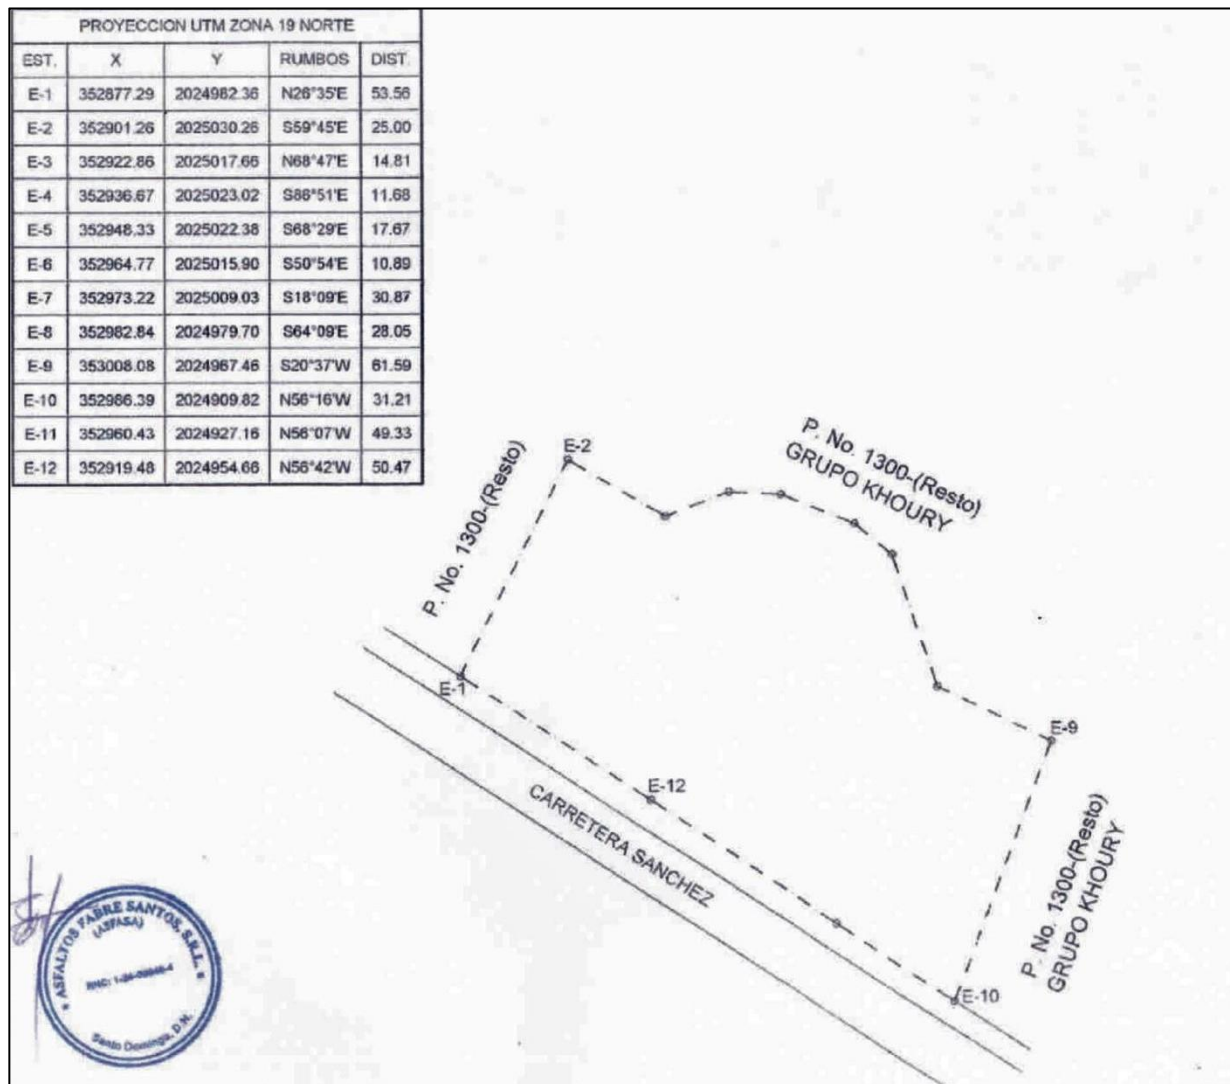 PROYECCION UTM ZONA 19 NORTE
EST. X Y RUMBOS DIST.
E-1 352877.29 2024982.36 N26°35'E 53.56
E-2 352901.26 2025030.26 S59°45'E 25.00
E-3 352922.86 2025017.66 N68°47'E 14.81
E-4 352936.67 2025023.02 S86°51'E 11.68
E-5 352948.33 2025022.38 S68°29'E 17.67
E-6 352964.77 2025015.90 S50°54'E 10.89
E-7 352973.22 2025009.03 S18°09'E 30.87
E-8 352982.84 2024979.70 S64°09'E 28.05
E-9 353008.08 2024967.46 S20°37'W 61.59
E-10 352986.39 2024909.82 N56°16'W 31.21
E-11 352960.43 2024927.16 N56°07'W 49.33
E-12 352919.48 2024954.66 N56°42'W 50.47
P. No. 1300-(Resto)
GRUPO KHOURY
E-2
P. No. 1300-(Resto)
E-1
E-9
E-12
CARRETERA SANCHEZ
P. No. 1300-(Resto)
GRUPO KHOURY
E-10
ASFALTOS FABRE SANTOS, S.R.L.
(ASFASA)
RNC:
Santo Domingo, D.N.